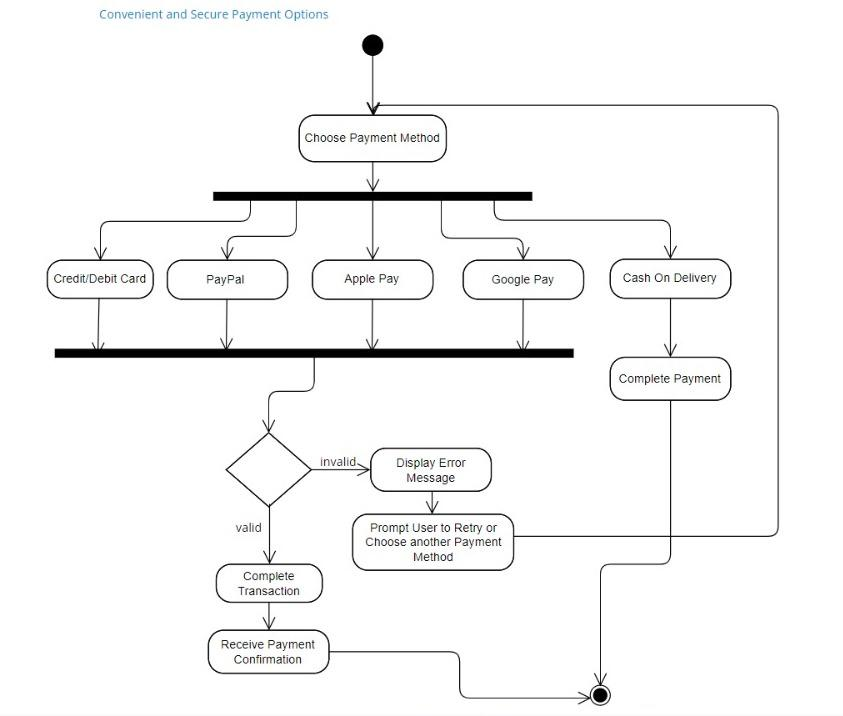 Convenient and Secure Payment Options
Choose Payment Method
Credit/Debit Card
PayPal
Apple Pay
Google Pay
Cash On Delivery
Complete Payment
invalid
Display Error
Message
valid
Prompt User to Retry or
Choose another Payment
Method
Complete
Transaction
Receive Payment
Confirmation